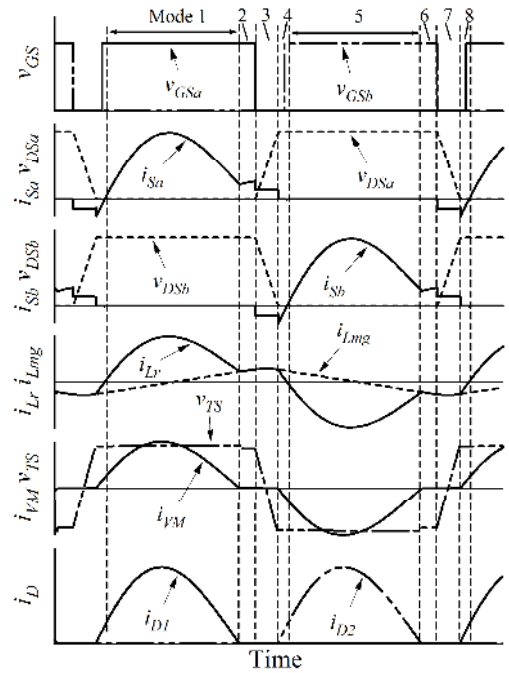 Mode 1 2 3 4 5 6 7 8
v_GS
v_GSa v_GSb
i_Sa v_DSa
i_Sa v_DSa
i_Sb v_DSb
v_DSb i_Sb
i_Lr i_Lmg
i_Lr i_Lmg
v_TS
i_VM v_TS
i_VM
i_D
i_D1 i_D2
Time